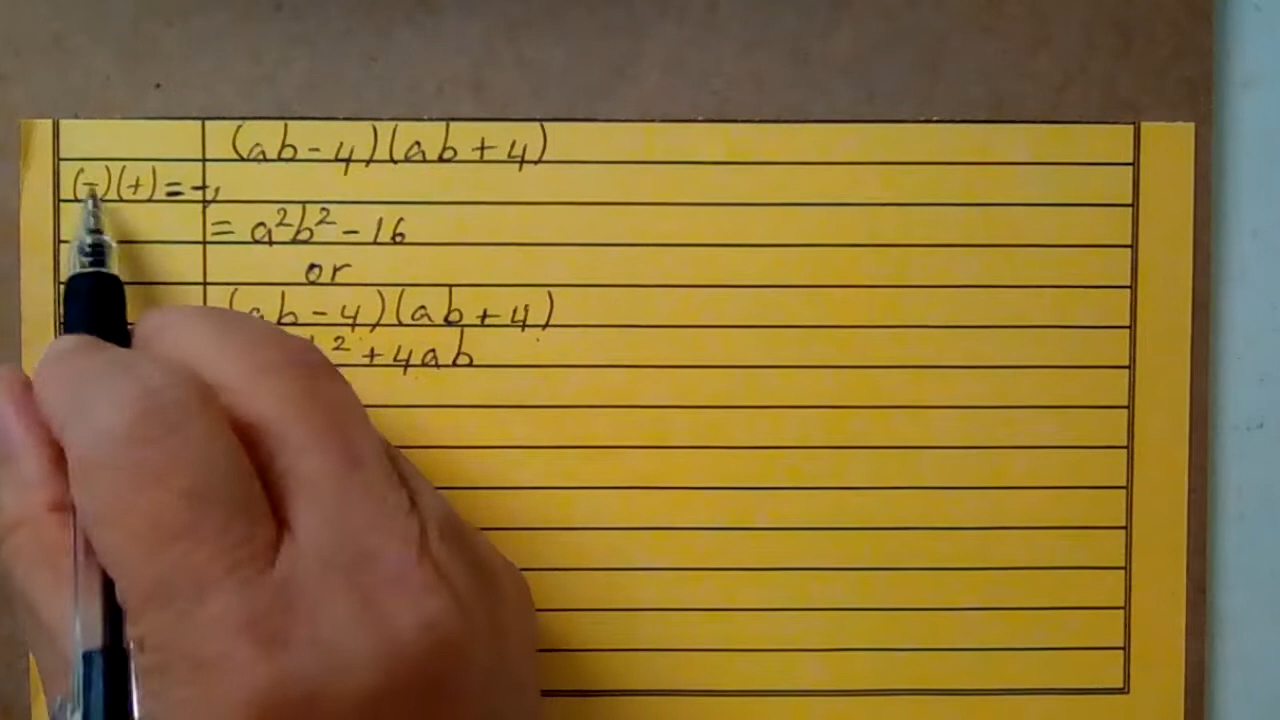 (ab-4)(ab+4)
(-)(+)=-,
= a²b²-16
or
(ab-4)(ab+4)
² +4ab